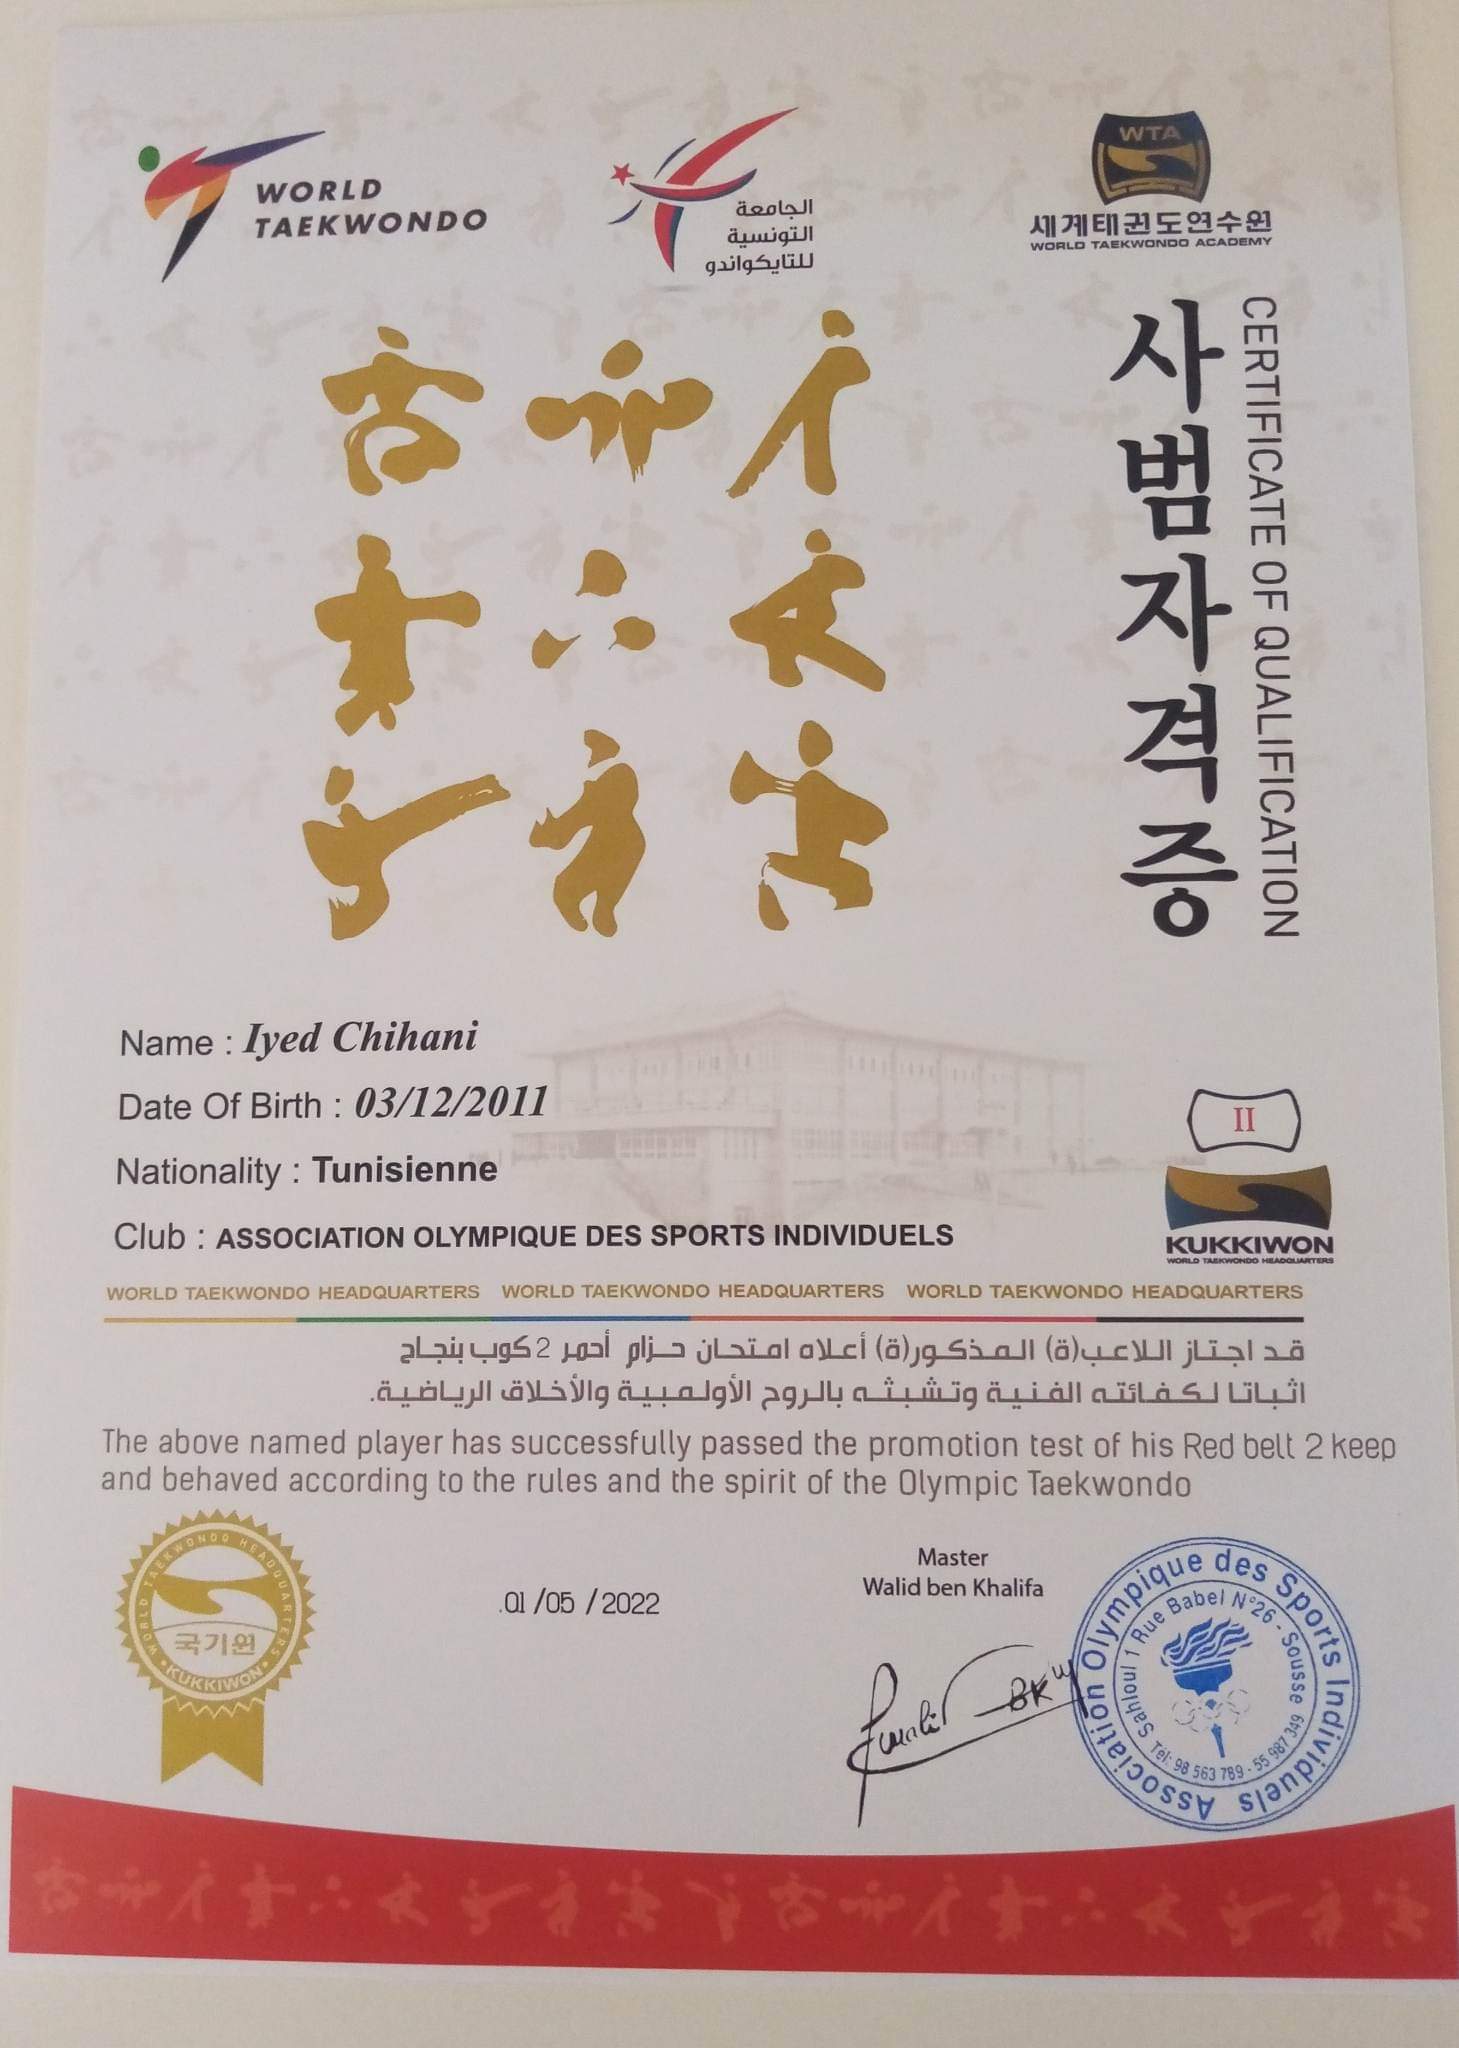 WORLD
TAEKWONDO
الجامعة
التونسية
للتايكواندو
WTA
세계태권도연수원
WORLD TAEKWONDO ACADEMY
사범자격증
CERTIFICATE OF QUALIFICATION
Name : Iyed Chihani
Date Of Birth : 03/12/2011
Nationality : Tunisienne
Club : ASSOCIATION OLYMPIQUE DES SPORTS INDIVIDUELS
II
KUKKIWON
WORLD TAEKWONDO HEADQUARTERS
WORLD TAEKWONDO HEADQUARTERS WORLD TAEKWONDO HEADQUARTERS WORLD TAEKWONDO HEADQUARTERS
قد اجتاز اللاعب(ة) المذكور(ة) أعلاه امتحان حزام أحمر 2 كوب بنجاح
اثباتا لكفائته الفنية وتشبثه بالروح الأولمبية والأخلاق الرياضية.
The above named player has successfully passed the promotion test of his Red belt 2 keep
and behaved according to the rules and the spirit of the Olympic Taekwondo
WORLD TAEKWONDO HEADQUARTERS
국기원
•KUKKIWON•
.01 /05 /2022
Master
Walid ben Khalifa
Association Olympique des Sports Individuels
Sahloul 1 Rue Babel N°26 - Sousse
Tél: 98 563 789 - 55 987 349